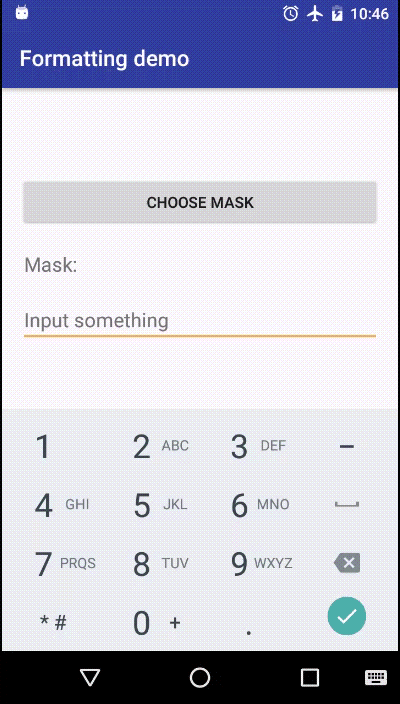 10:46
Formatting demo
CHOOSE MASK
Mask:
Input something
1 2 ABC 3 DEF -
4 GHI 5 JKL 6 MNO
7 PRQS 8 TUV 9 WXYZ
* # 0 + .